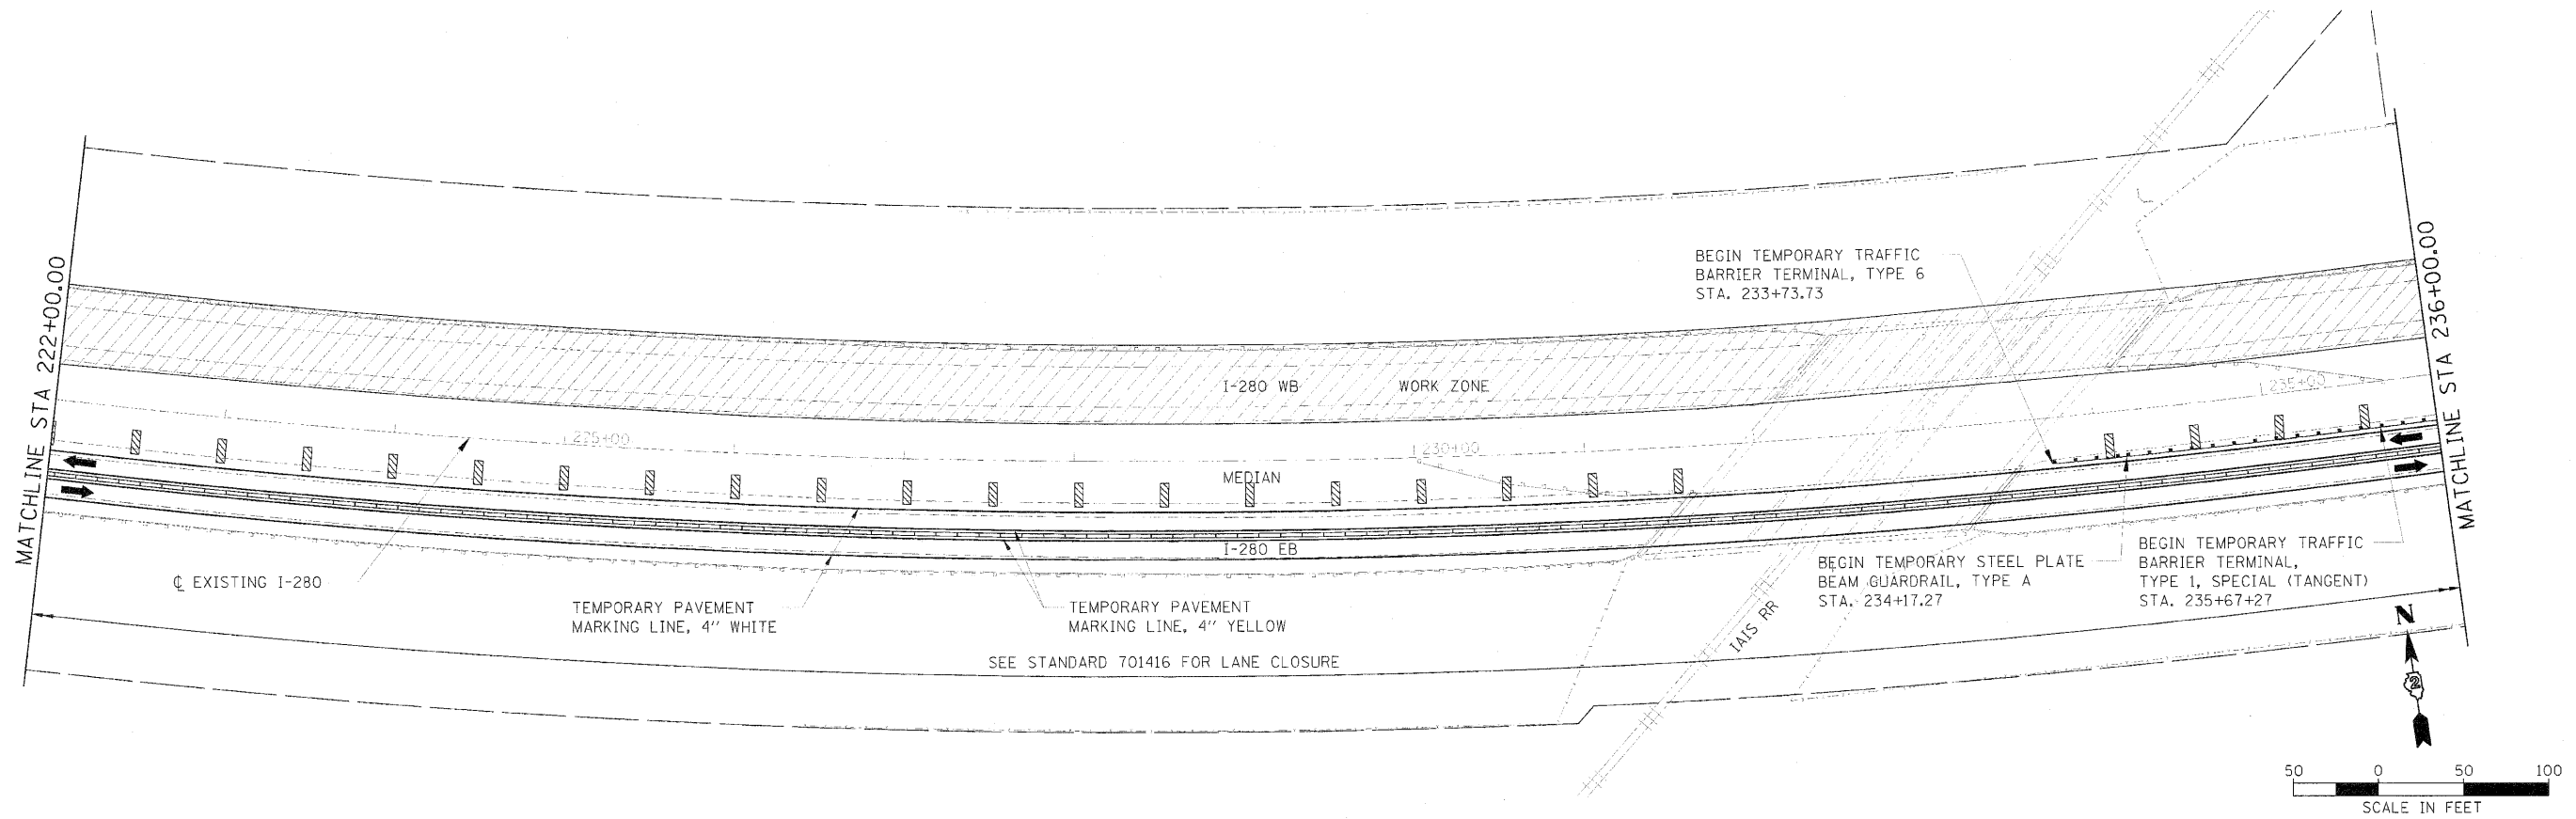 MATCHLINE STA 222+00.00
BEGIN TEMPORARY TRAFFIC
BARRIER TERMINAL, TYPE 6
STA. 233+73.73
MATCHLINE STA 236+00.00
I-280 WB
WORK ZONE
235+00
225+00
230+00
MEDIAN
I-280 EB
℄ EXISTING I-280
TEMPORARY PAVEMENT
MARKING LINE, 4" WHITE
TEMPORARY PAVEMENT
MARKING LINE, 4" YELLOW
BEGIN TEMPORARY STEEL PLATE
BEAM GUARDRAIL, TYPE A
STA. 234+17.27
BEGIN TEMPORARY TRAFFIC
BARRIER TERMINAL,
TYPE 1, SPECIAL (TANGENT)
STA. 235+67+27
IAIS RR
SEE STANDARD 701416 FOR LANE CLOSURE
N
2
50 0 50 100
SCALE IN FEET